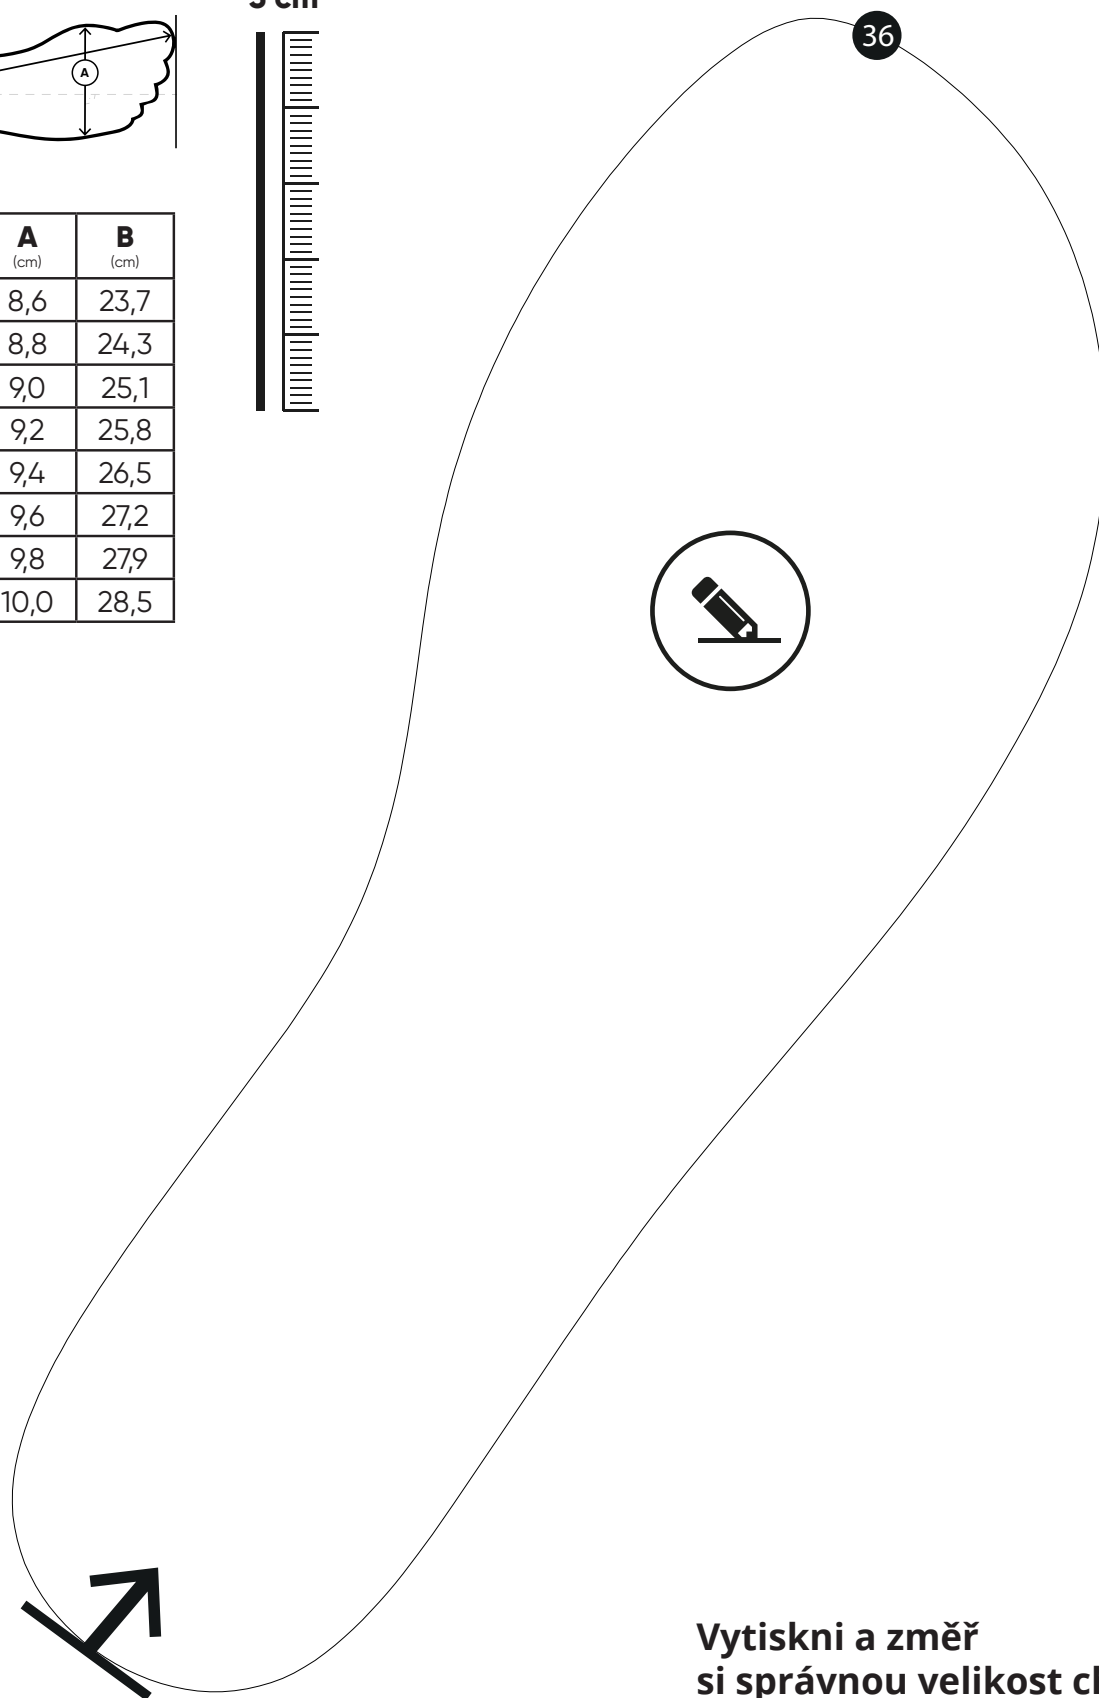 5 cm
36
A
A B
(cm) (cm)
8,6 23,7
8,8 24,3
9,0 25,1
9,2 25,8
9,4 26,5
9,6 27,2
9,8 27,9
10,0 28,5
Vytiskni a změř
si správnou velikost